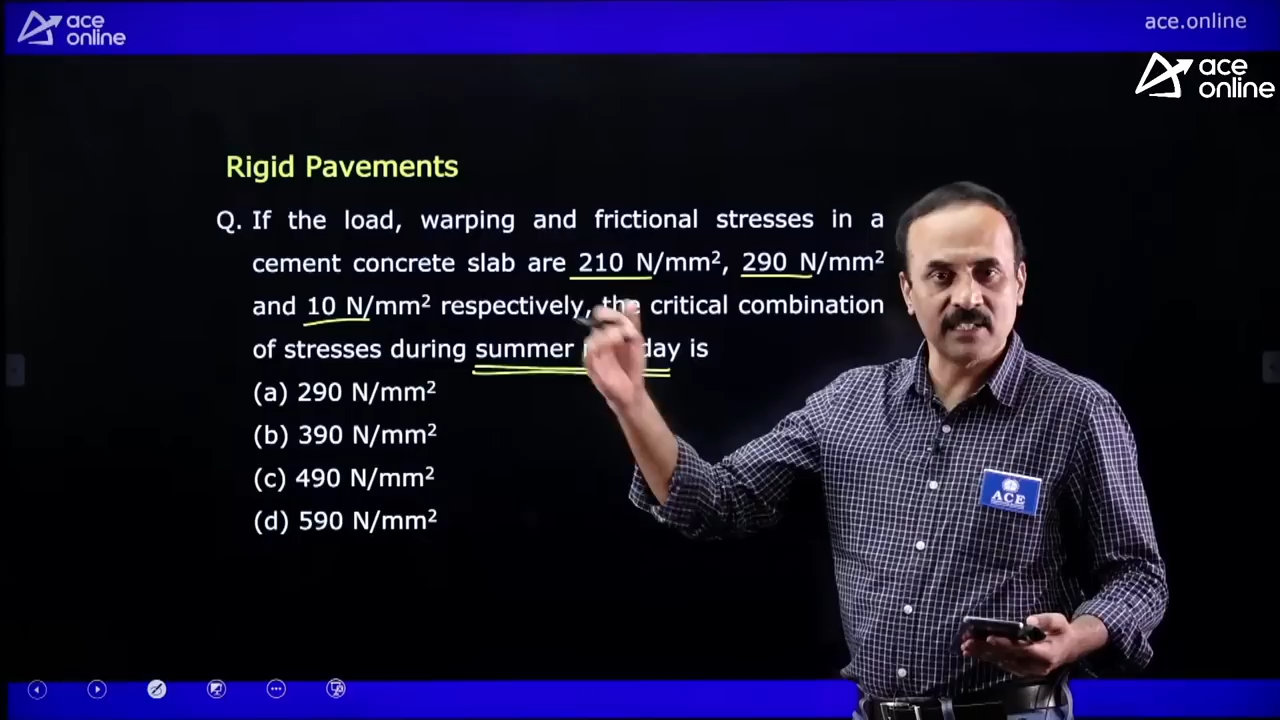 ace
online
ace.online
ace
online
Rigid Pavements
Q. If the load, warping and frictional stresses in a
cement concrete slab are 210 N/mm², 290 N/mm²
and 10 N/mm² respectively, the critical combination
of stresses during summer day is
(a) 290 N/mm²
(b) 390 N/mm²
(c) 490 N/mm²
(d) 590 N/mm²
ACE